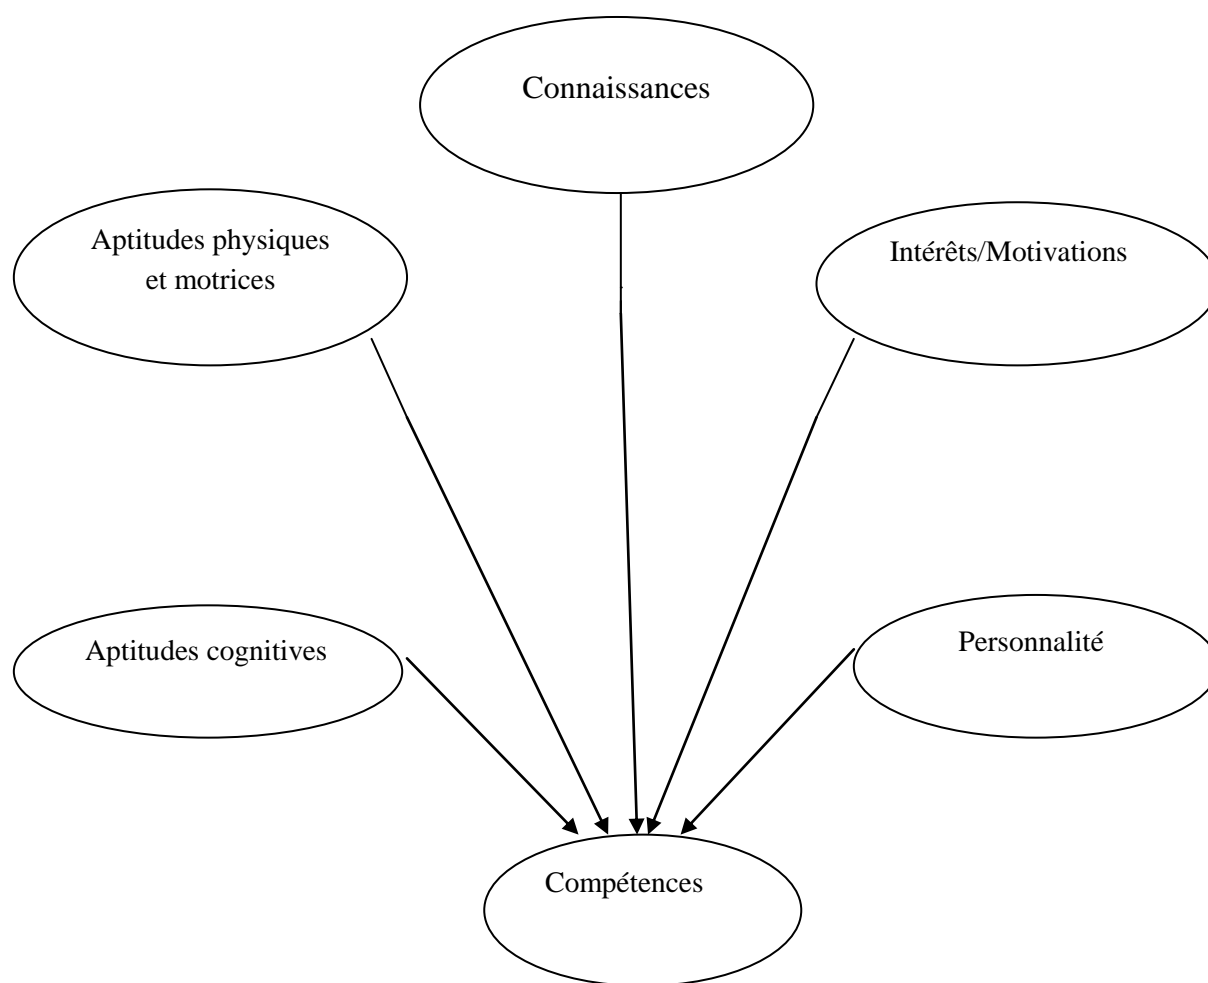 Connaissances
Aptitudes physiques
et motrices
Intérêts/Motivations
Aptitudes cognitives
Personnalité
Compétences